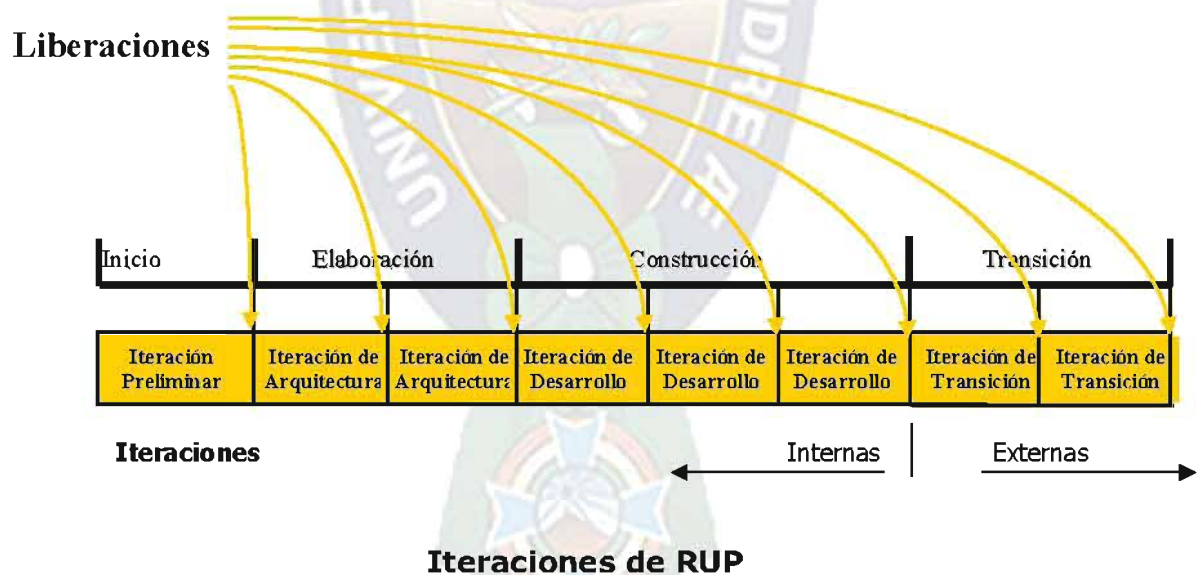 Liberaciones
Inicio Elaboración Construcción Transición
Iteración Preliminar
Iteración de Arquitectura
Iteración de Arquitectura
Iteración de Desarrollo
Iteración de Desarrollo
Iteración de Desarrollo
Iteración de Transición
Iteración de Transición
Iteraciones Internas Externas
Iteraciones de RUP